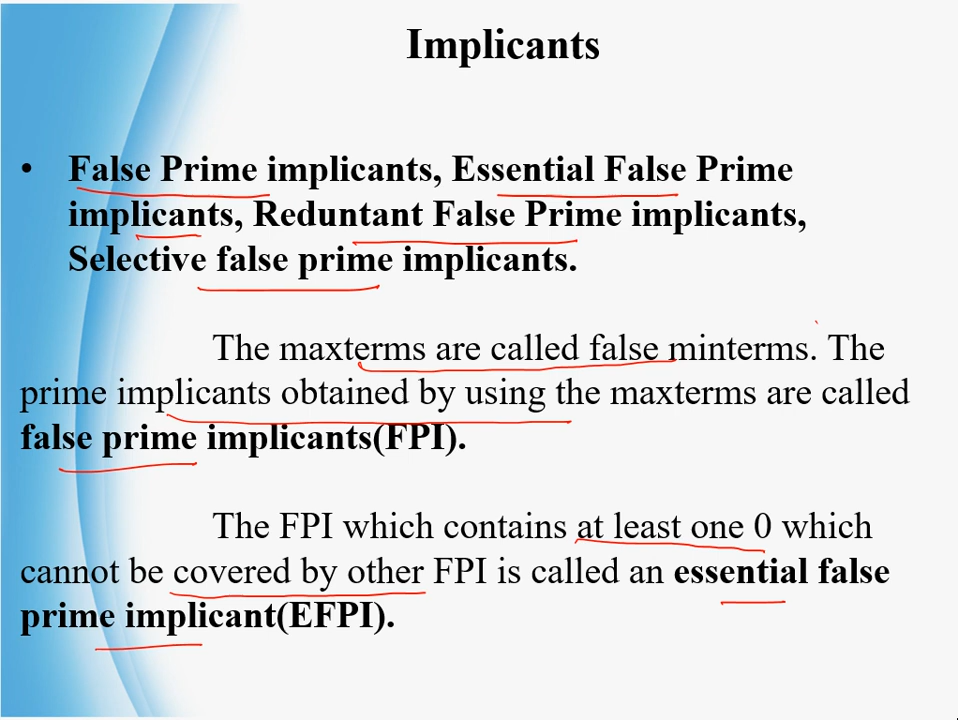 Implicants
• False Prime implicants, Essential False Prime
implicants, Reduntant False Prime implicants,
Selective false prime implicants.
The maxterms are called false minterms. The
prime implicants obtained by using the maxterms are called
false prime implicants(FPI).
The FPI which contains at least one 0 which
cannot be covered by other FPI is called an essential false
prime implicant(EFPI).